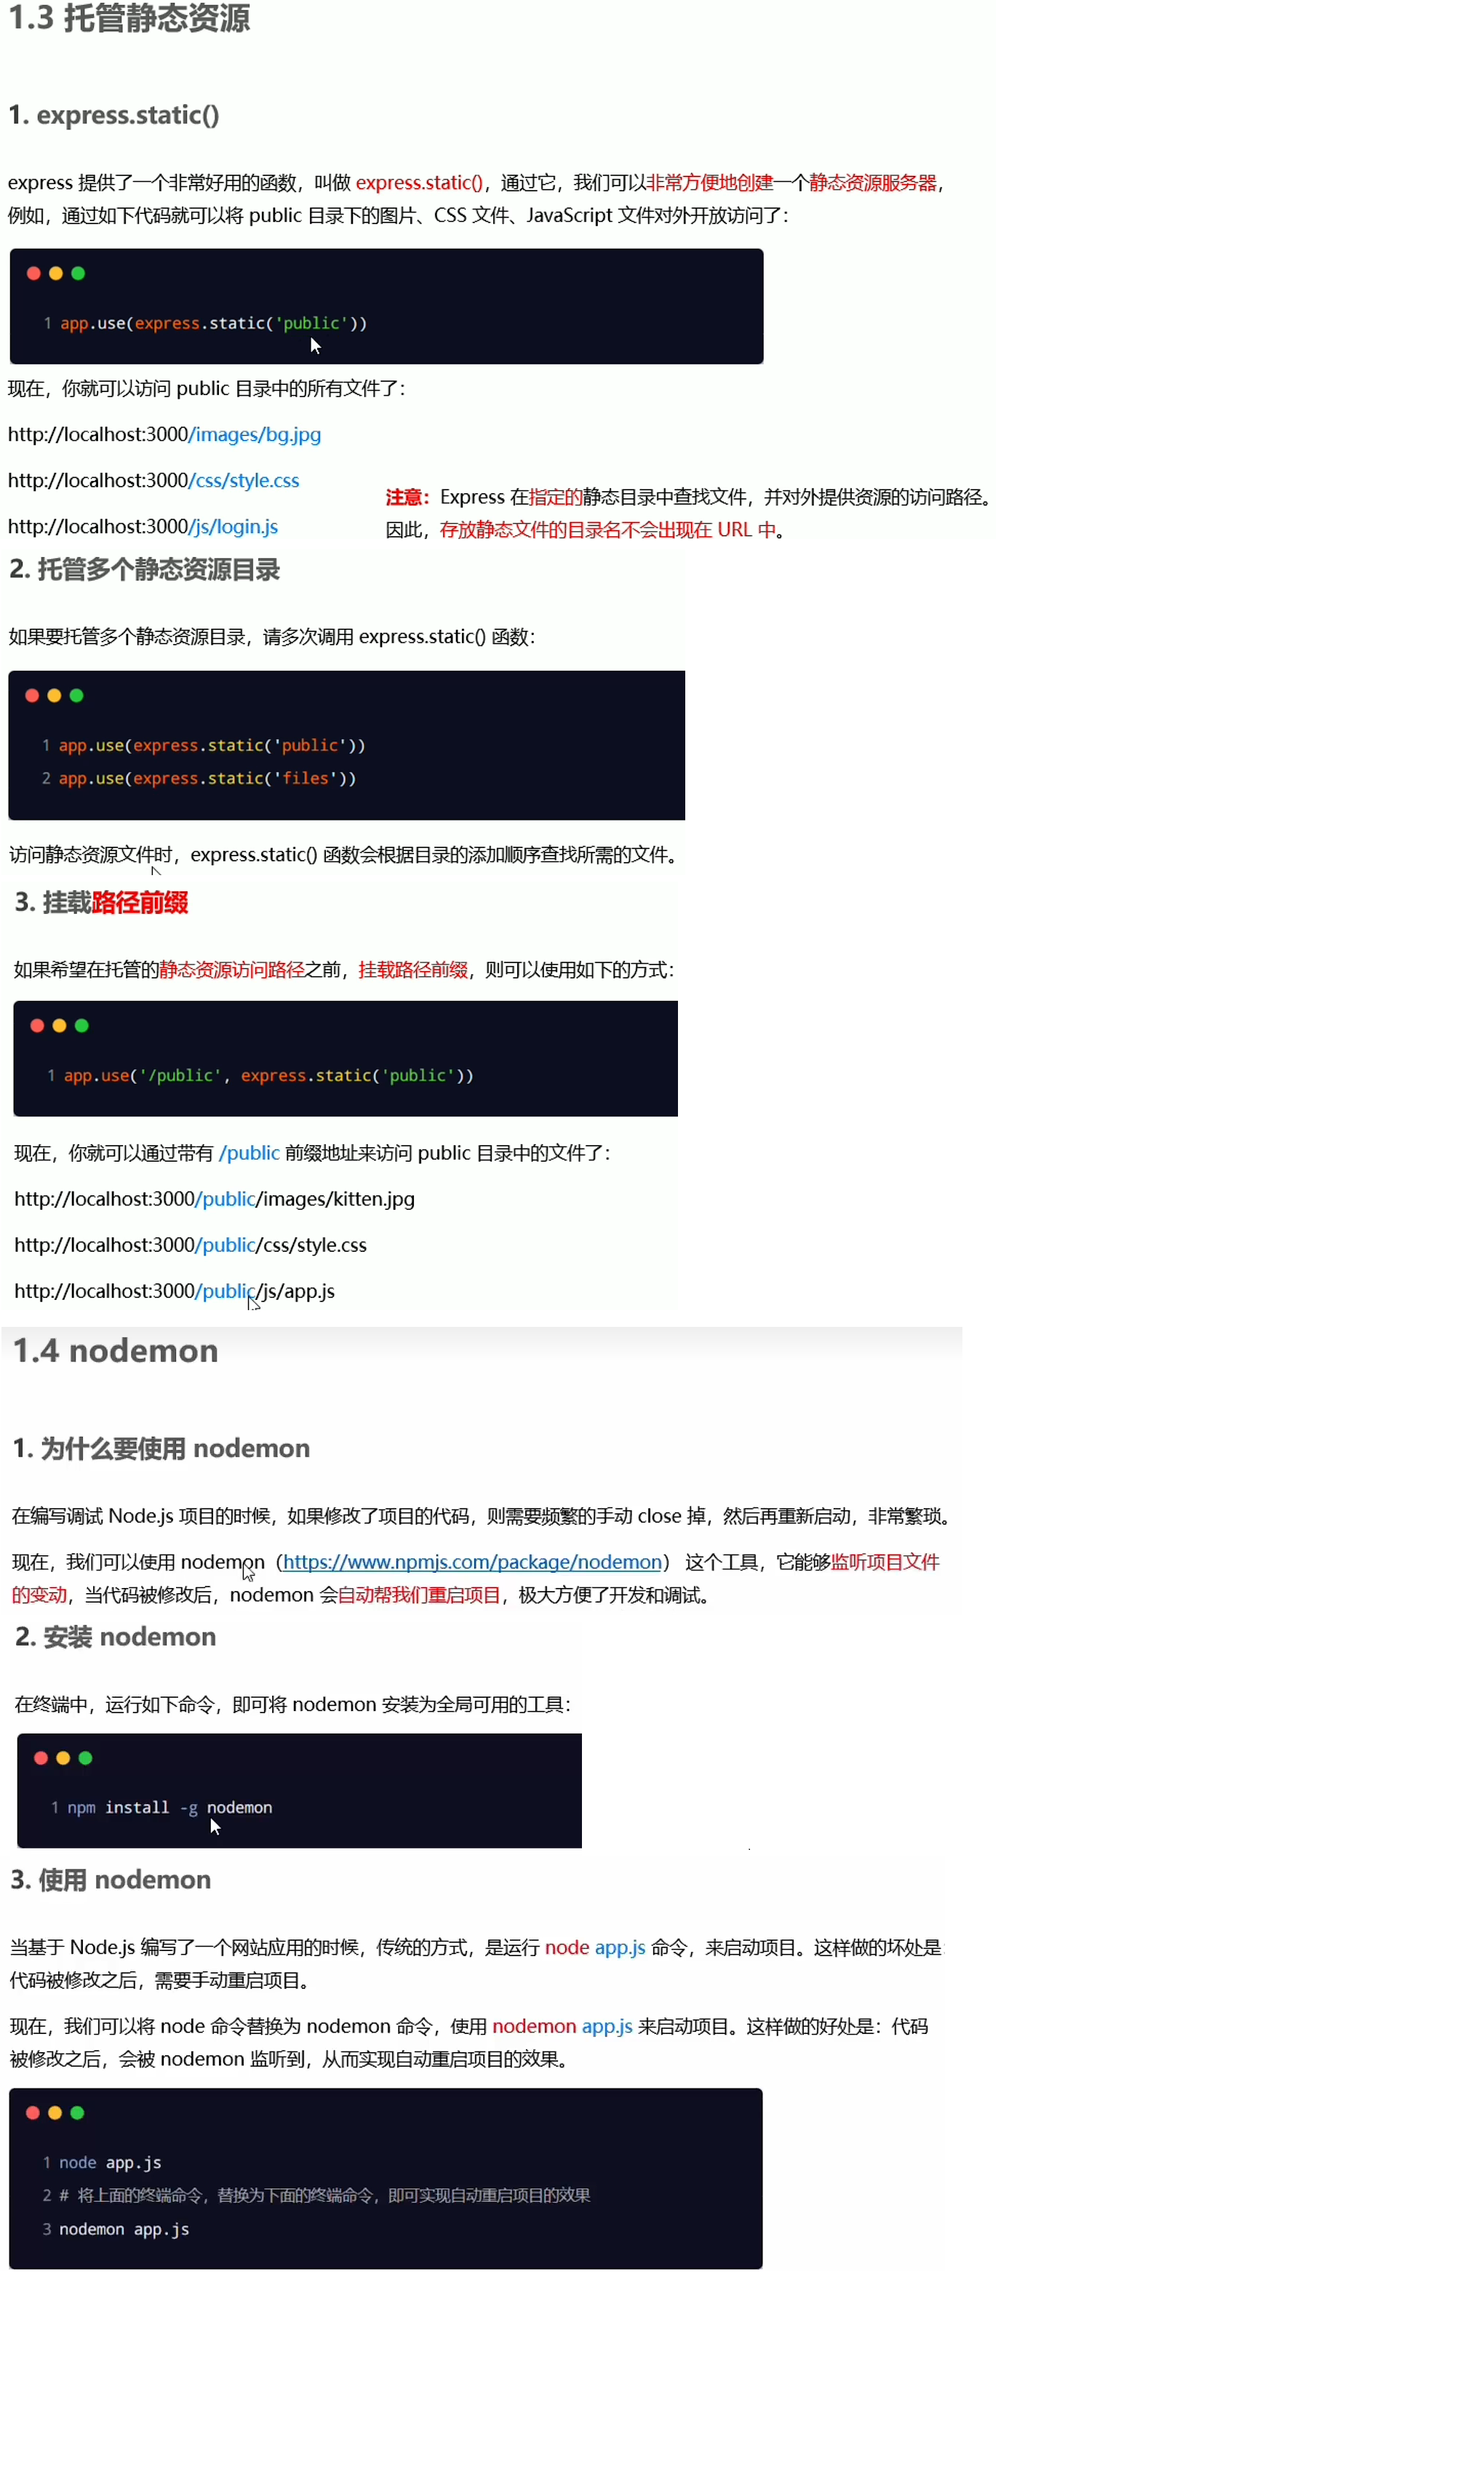 1.3 托管静态资源
1. express.static()
express 提供了一个非常好用的函数，叫做 express.static()，通过它，我们可以非常方便地创建一个静态资源服务器，
例如，通过如下代码就可以将 public 目录下的图片、CSS 文件、JavaScript 文件对外开放访问了：
1 app.use(express.static('public'))
现在，你就可以访问 public 目录中的所有文件了：
http://localhost:3000/images/bg.jpg
http://localhost:3000/css/style.css
http://localhost:3000/js/login.js
注意：Express 在指定的静态目录中查找文件，并对外提供资源的访问路径。
因此，存放静态文件的目录名不会出现在 URL 中。
2. 托管多个静态资源目录
如果要托管多个静态资源目录，请多次调用 express.static() 函数：
1 app.use(express.static('public'))
2 app.use(express.static('files'))
访问静态资源文件时，express.static() 函数会根据目录的添加顺序查找所需的文件。
3. 挂载路径前缀
如果希望在托管的静态资源访问路径之前，挂载路径前缀，则可以使用如下的方式：
1 app.use('/public', express.static('public'))
现在，你就可以通过带有 /public 前缀地址来访问 public 目录中的文件了：
http://localhost:3000/public/images/kitten.jpg
http://localhost:3000/public/css/style.css
http://localhost:3000/public/js/app.js
1.4 nodemon
1. 为什么要使用 nodemon
在编写调试 Node.js 项目的时候，如果修改了项目的代码，则需要频繁的手动 close 掉，然后再重新启动，非常繁琐。
现在，我们可以使用 nodemon（https://www.npmjs.com/package/nodemon） 这个工具，它能够监听项目文件
的变动，当代码被修改后，nodemon 会自动帮我们重启项目，极大方便了开发和调试。
2. 安装 nodemon
在终端中，运行如下命令，即可将 nodemon 安装为全局可用的工具：
1 npm install -g nodemon
3. 使用 nodemon
当基于 Node.js 编写了一个网站应用的时候，传统的方式，是运行 node app.js 命令，来启动项目。这样做的坏处是：
代码被修改之后，需要手动重启项目。
现在，我们可以将 node 命令替换为 nodemon 命令，使用 nodemon app.js 来启动项目。这样做的好处是：代码
被修改之后，会被 nodemon 监听到，从而实现自动重启项目的效果。
1 node app.js
2 # 将上面的终端命令，替换为下面的终端命令，即可实现自动重启项目的效果
3 nodemon app.js